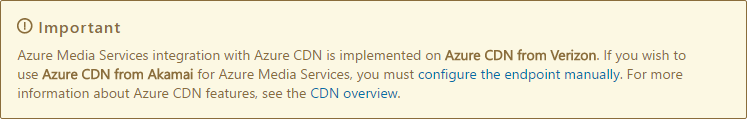 Important
Azure Media Services integration with Azure CDN is implemented on Azure CDN from Verizon. If you wish to
use Azure CDN from Akamai for Azure Media Services, you must configure the endpoint manually. For more
information about Azure CDN features, see the CDN overview.